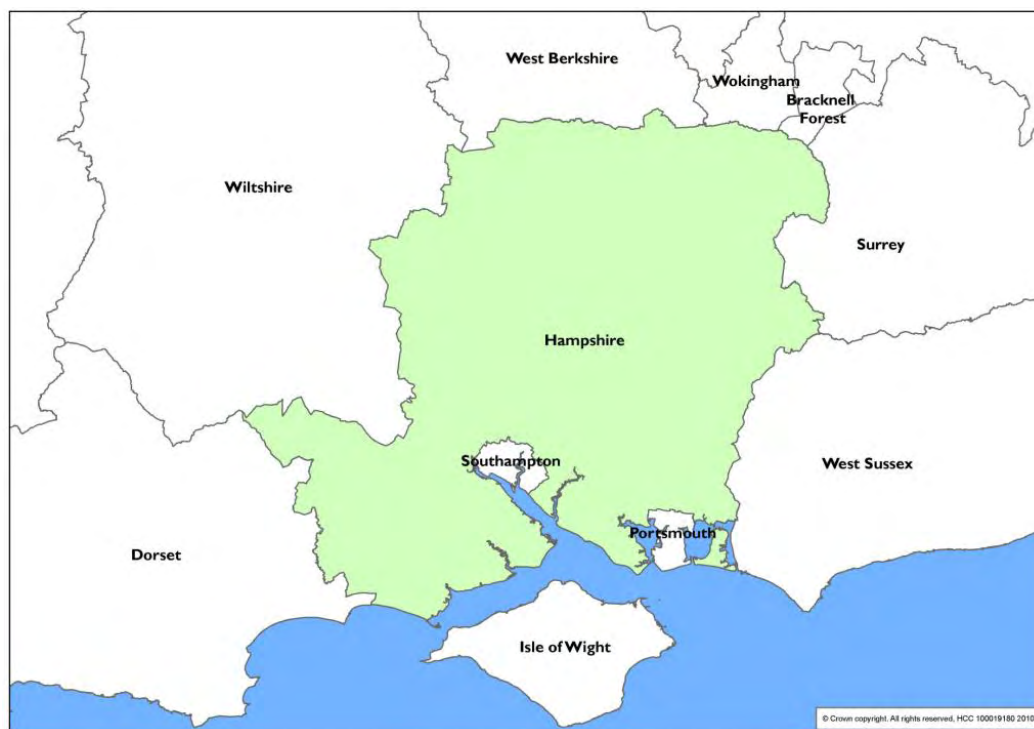 West Berkshire
Wokingham
Bracknell
Forest
Wiltshire
Surrey
Hampshire
Southampton
West Sussex
Portsmouth
Dorset
Isle of Wight
© Crown copyright. All rights reserved, HCC 100019180 2010